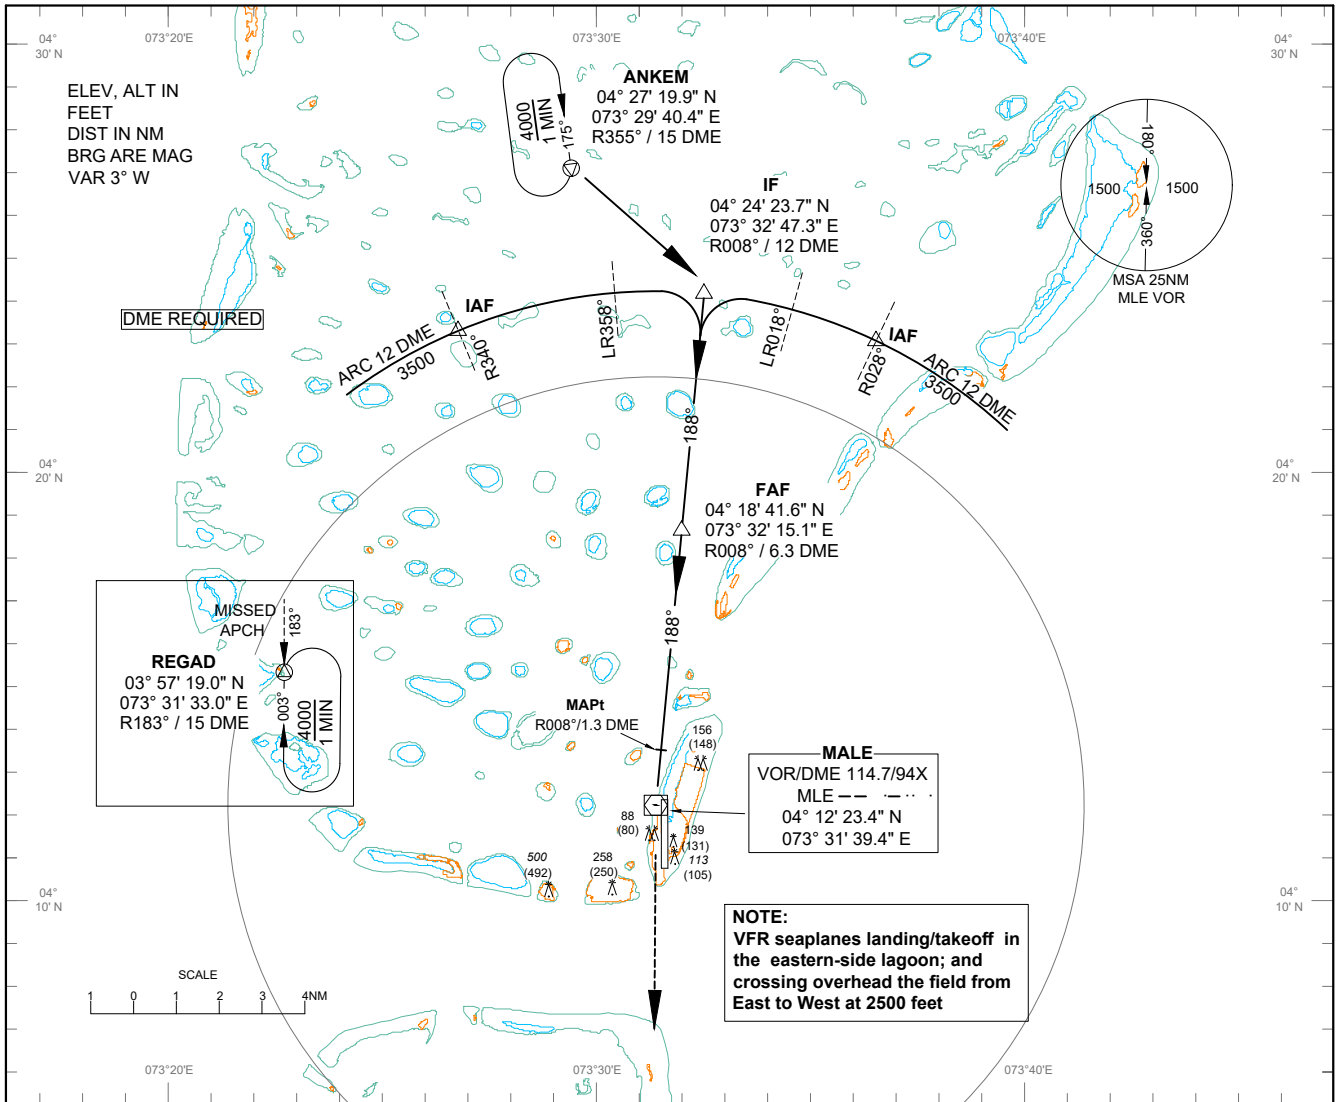 04°
30' N
073°20'E
073°30'E
073°40'E
04°
30' N
ELEV, ALT IN
FEET
DIST IN NM
BRG ARE MAG
VAR 3° W
4000
1 MIN
175°
ANKEM
04° 27' 19.9" N
073° 29' 40.4" E
R355° / 15 DME
IF
04° 24' 23.7" N
073° 32' 47.3" E
R008° / 12 DME
180°
1500
1500
360°
MSA 25NM
MLE VOR
DME REQUIRED
IAF
ARC 12 DME
3500
R340°
LR358°
LR018°
R028°
IAF
ARC 12 DME
3500
188°
04°
20' N
04°
20' N
FAF
04° 18' 41.6" N
073° 32' 15.1" E
R008° / 6.3 DME
188°
MISSED
APCH
183°
REGAD
03° 57' 19.0" N
073° 31' 33.0" E
R183° / 15 DME
003°
4000
1 MIN
MAPt
R008°/1.3 DME
156
(148)
MALE
VOR/DME 114.7/94X
MLE
04° 12' 23.4" N
073° 31' 39.4" E
88
(80)
139
(131)
113
(105)
500
(492)
258
(250)
04°
10' N
04°
10' N
NOTE:
VFR seaplanes landing/takeoff in
the eastern-side lagoon; and
crossing overhead the field from
East to West at 2500 feet
SCALE
1 0 1 2 3 4NM
073°20'E
073°30'E
073°40'E